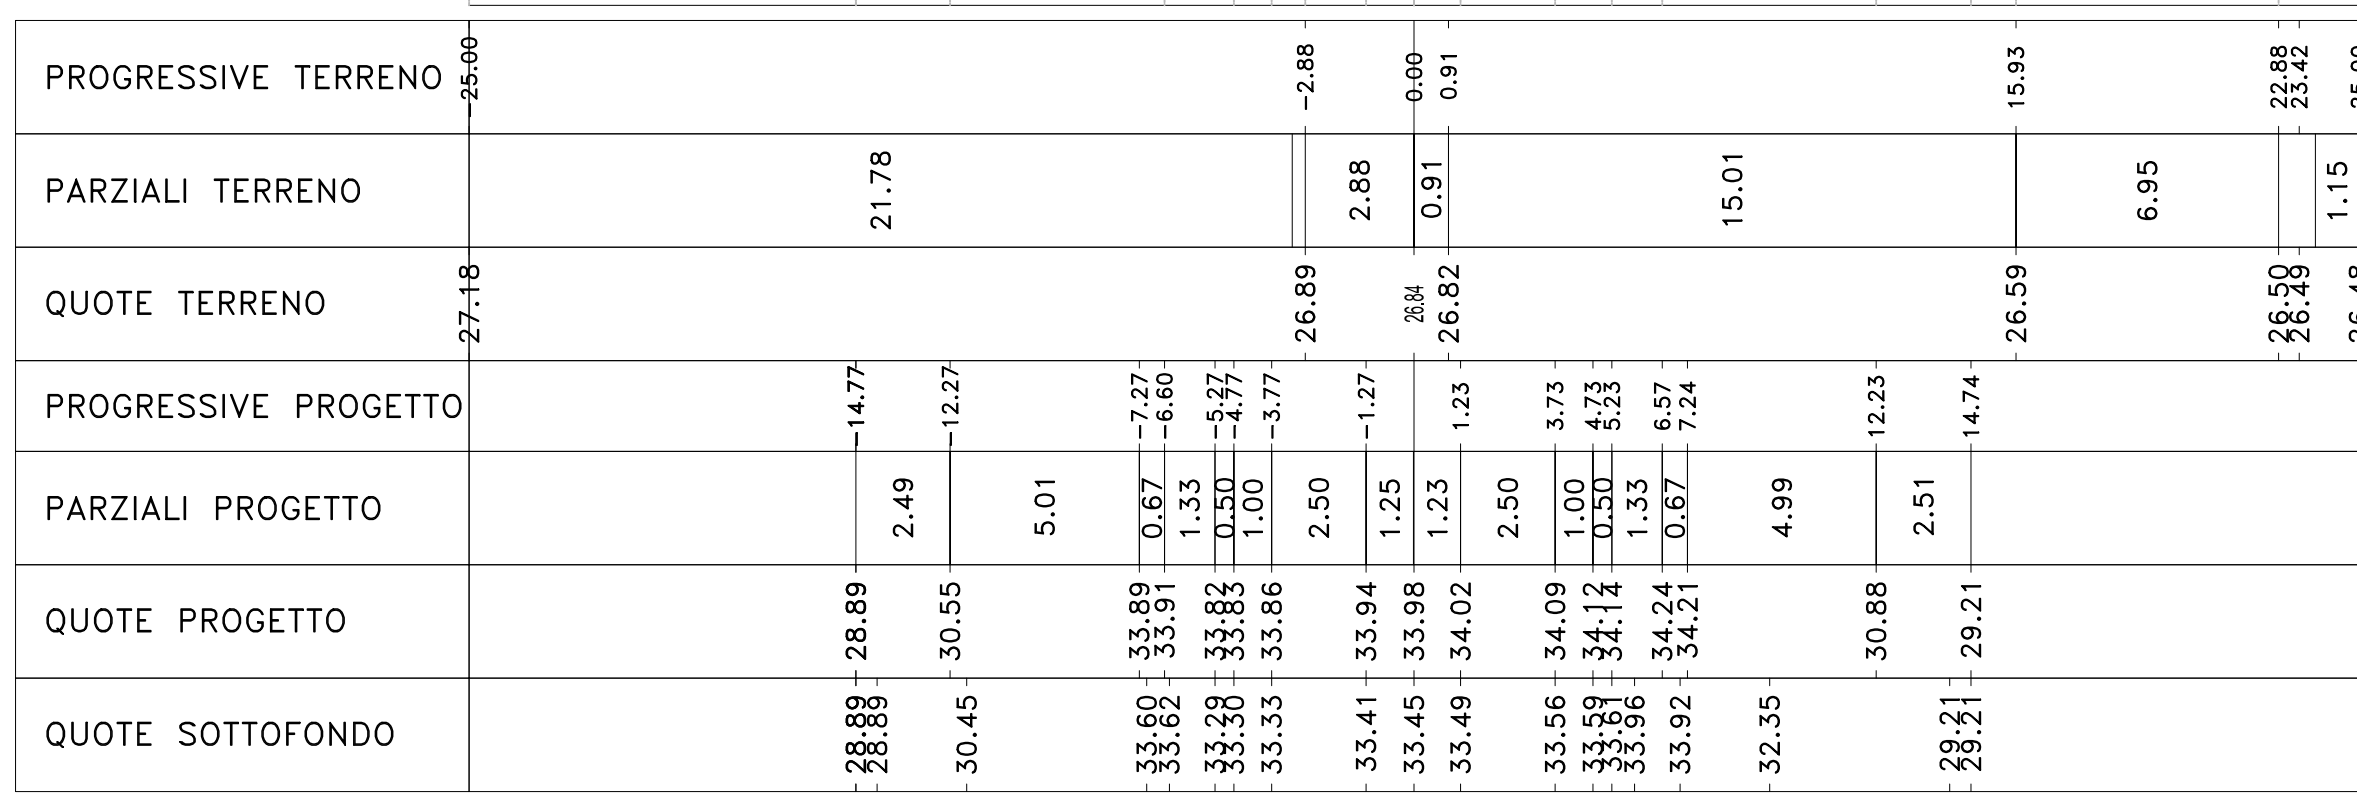 PROGRESSIVE TERRENO -25.00 -2.88 0.00 0.91 15.93 22.88 23.42
PARZIALI TERRENO 21.78 2.88 0.91 15.01 6.95 1.15
QUOTE TERRENO 27.18 26.89 26.84 26.82 26.59 26.50 26.49
PROGRESSIVE PROGETTO -14.77 -12.27 -7.27 -6.60 -5.27 -4.77 -3.77 -1.27 1.23 3.73 4.73 5.23 6.57 7.24 12.23 14.74
PARZIALI PROGETTO 2.49 5.01 0.67 1.33 0.50 1.00 2.50 1.25 1.23 2.50 1.00 0.50 1.33 0.67 4.99 2.51
QUOTE PROGETTO 28.89 30.55 33.89 33.91 33.82 33.83 33.86 33.94 33.98 34.02 34.09 34.12 34.14 34.24 34.21 30.88 29.21
QUOTE SOTTOFONDO 28.89 28.89 30.45 33.60 33.62 33.29 33.30 33.33 33.41 33.45 33.49 33.56 33.59 33.61 33.96 33.92 32.35 29.21 29.21